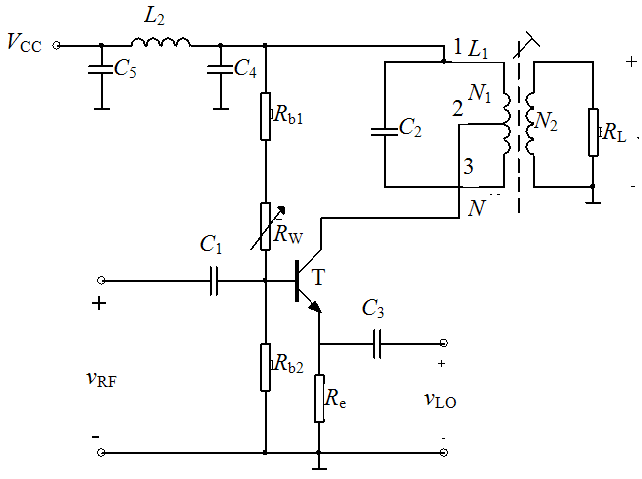 L2
VCC
C5
C4
1 L1
N1
2
C2
N2
+
RL
3
N
-
Rb1
RW
C1
T
+
C3
Rb2
+
vRF
Re
vLO
-
-